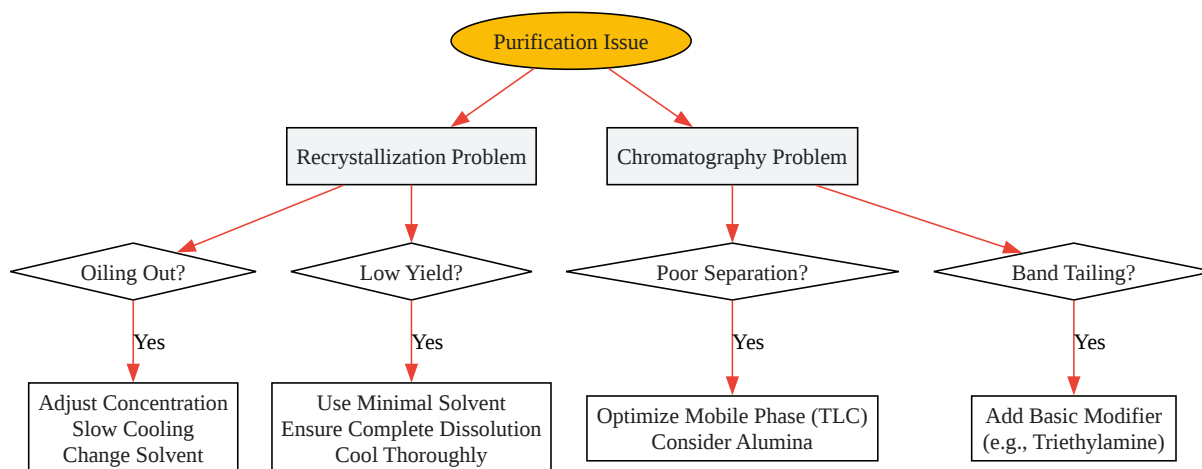 Purification Issue
Recrystallization Problem
Chromatography Problem
Oiling Out?
Low Yield?
Poor Separation?
Band Tailing?
Yes
Yes
Yes
Yes
Adjust Concentration
Slow Cooling
Change Solvent
Use Minimal Solvent
Ensure Complete Dissolution
Cool Thoroughly
Optimize Mobile Phase (TLC)
Consider Alumina
Add Basic Modifier
(e.g., Triethylamine)